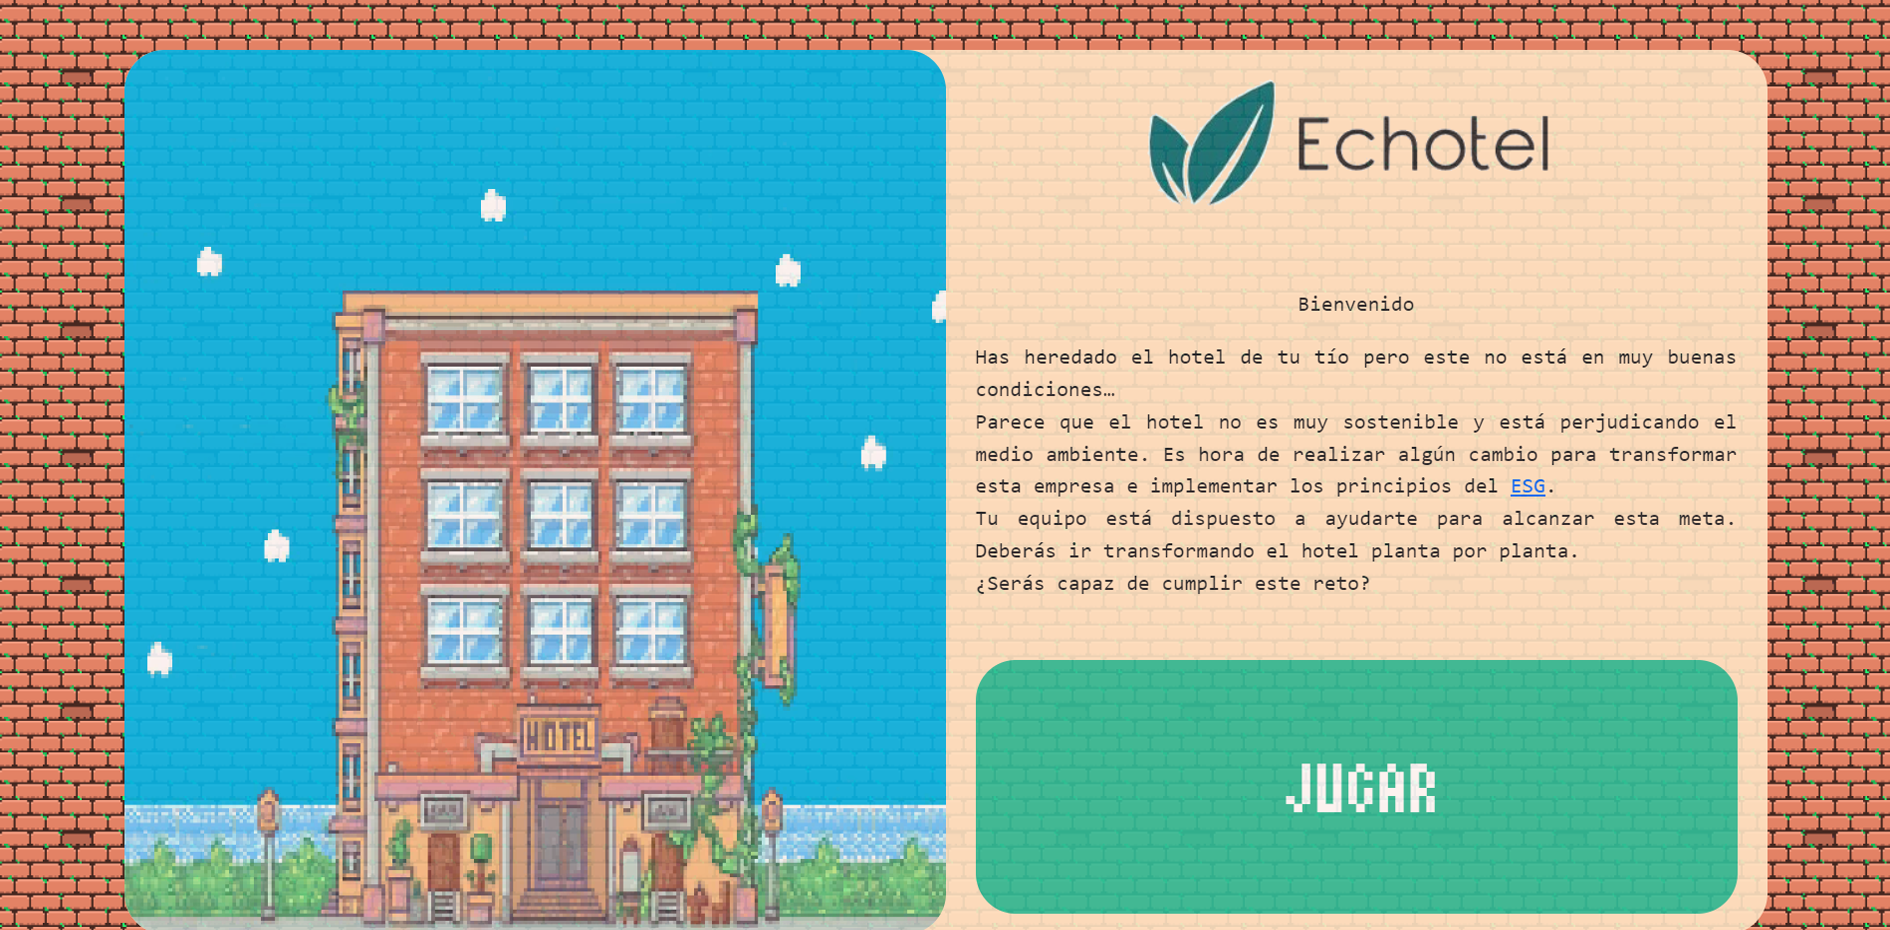 Echotel
Bienvenido
Has heredado el hotel de tu tío pero este no está en muy buenas
condiciones…
Parece que el hotel no es muy sostenible y está perjudicando el
medio ambiente. Es hora de realizar algún cambio para transformar
esta empresa e implementar los principios del ESG.
Tu equipo está dispuesto a ayudarte para alcanzar esta meta.
Deberás ir transformando el hotel planta por planta.
¿Serás capaz de cumplir este reto?
HOTEL
JUGAR